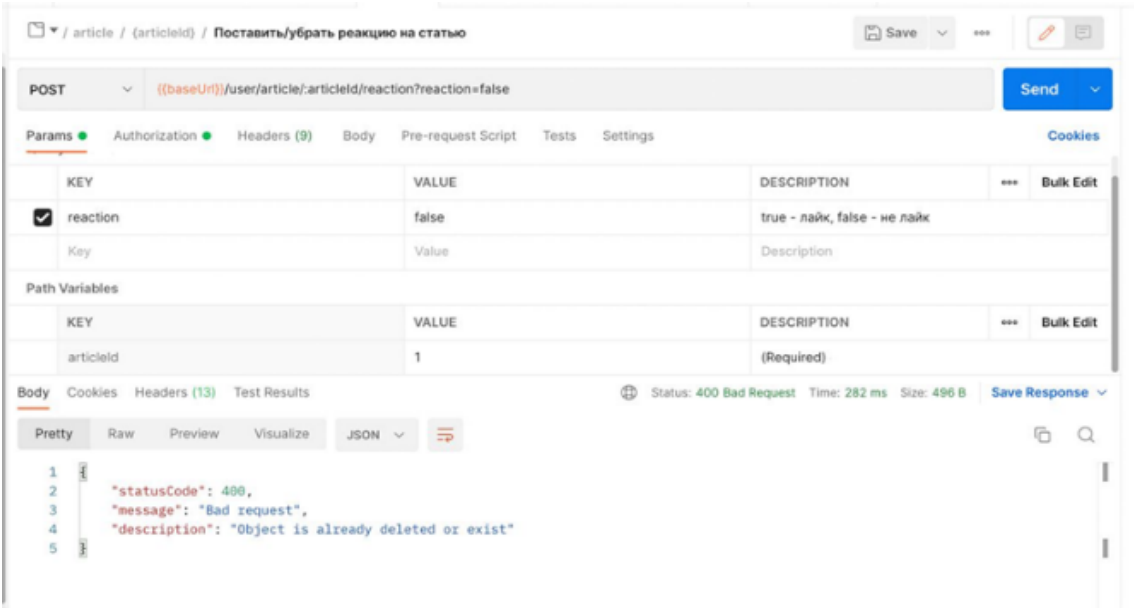 / article / {articleId} / Поставить/убрать реакцию на статью Save
POST {{baseUrl}}/user/article/:articleId/reaction?reaction=false Send
Params Authorization Headers (9) Body Pre-request Script Tests Settings Cookies
KEY VALUE DESCRIPTION Bulk Edit
reaction false true - лайк, false - не лайк
Key Value Description
Path Variables
KEY VALUE DESCRIPTION Bulk Edit
articleId 1 (Required)
Body Cookies Headers (13) Test Results Status: 400 Bad Request Time: 282 ms Size: 496 B Save Response
Pretty Raw Preview Visualize JSON
1 {
2 "statusCode": 400,
3 "message": "Bad request",
4 "description": "Object is already deleted or exist"
5 }